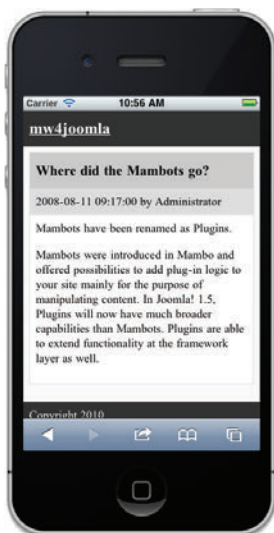 Carrier 10:56 AM
mw4joomla
Where did the Mambots go?
2008-08-11 09:17:00 by Administrator
Mambots have been renamed as Plugins.
Mambots were introduced in Mambo and
offered possibilities to add plug-in logic to
your site mainly for the purpose of
manipulating content. In Joomla! 1.5,
Plugins will now have much broader
capabilities than Mambots. Plugins are able
to extend functionality at the framework
layer as well.
Copyright 2010